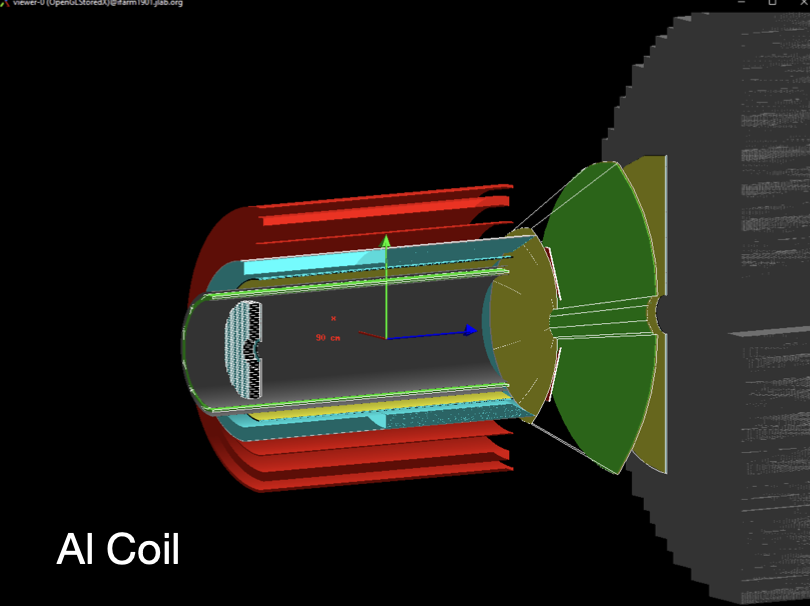 viewer-0 (OpenGLStoredX)@ifarm1901.jlab.org
x
90 cm
Al Coil